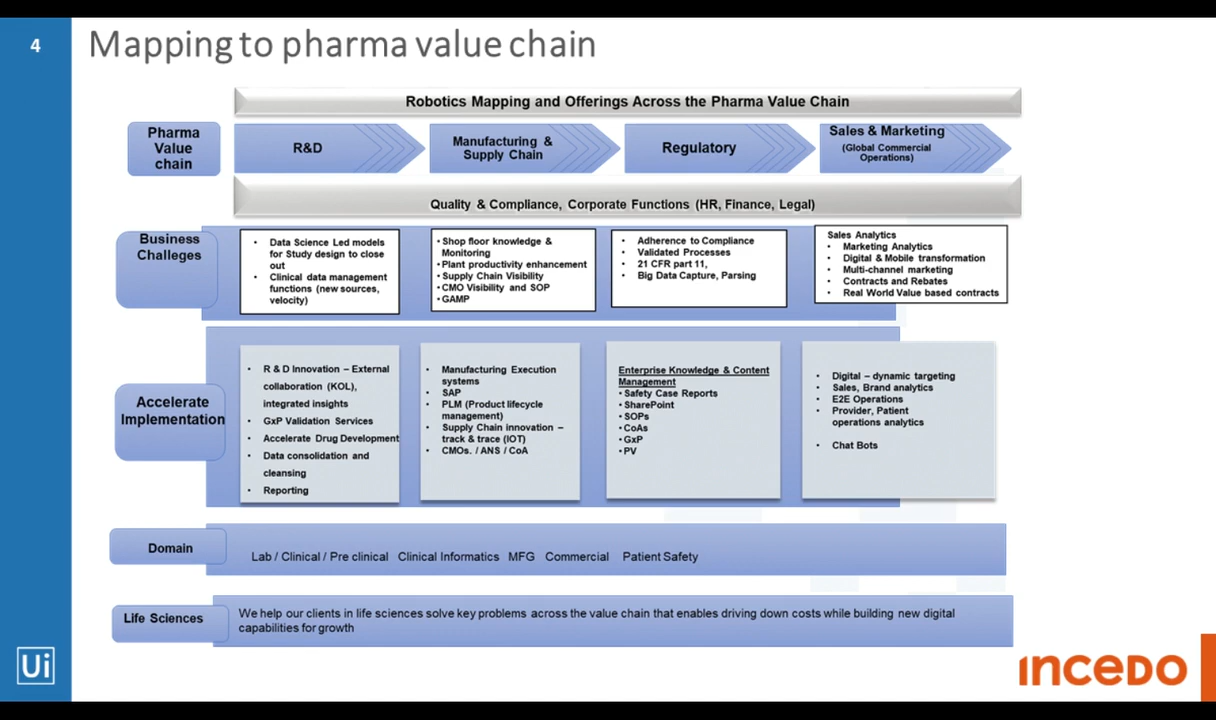 4
Mapping to pharma value chain
Robotics Mapping and Offerings Across the Pharma Value Chain
Pharma
Value
chain
R&D
Manufacturing &
Supply Chain
Regulatory
Sales & Marketing
(Global Commercial
Operations)
Quality & Compliance, Corporate Functions (HR, Finance, Legal)
Business
Challeges
• Data Science Led models
for Study design to close
out
• Clinical data management
functions (new sources,
velocity)
• Shop floor knowledge &
Monitoring
• Plant productivity enhancement
• Supply Chain Visibility
• CMO Visibility and SOP
• GAMP
• Adherence to Compliance
• Validated Processes
• 21 CFR part 11,
• Big Data Capture, Parsing
Sales Analytics
• Marketing Analytics
• Digital & Mobile transformation
• Multi-channel marketing
• Contracts and Rebates
• Real World Value based contracts
Accelerate
Implementation
• R & D Innovation – External
collaboration (KOL),
integrated insights
• GxP Validation Services
• Accelerate Drug Development
• Data consolidation and
cleansing
• Reporting
• Manufacturing Execution
systems
• SAP
• PLM (Product lifecycle
management)
• Supply Chain innovation –
track & trace (IOT)
• CMOs. / ANS / CoA
Enterprise Knowledge & Content
Management
• Safety Case Reports
• SharePoint
• SOPs
• CoAs
• GxP
• PV
• Digital – dynamic targeting
• Sales, Brand analytics
• E2E Operations
• Provider, Patient
operations analytics
• Chat Bots
Domain
Lab / Clinical / Pre clinical Clinical Informatics MFG Commercial Patient Safety
Life Sciences
We help our clients in life sciences solve key problems across the value chain that enables driving down costs while building new digital
capabilities for growth
Ui
INCEDO